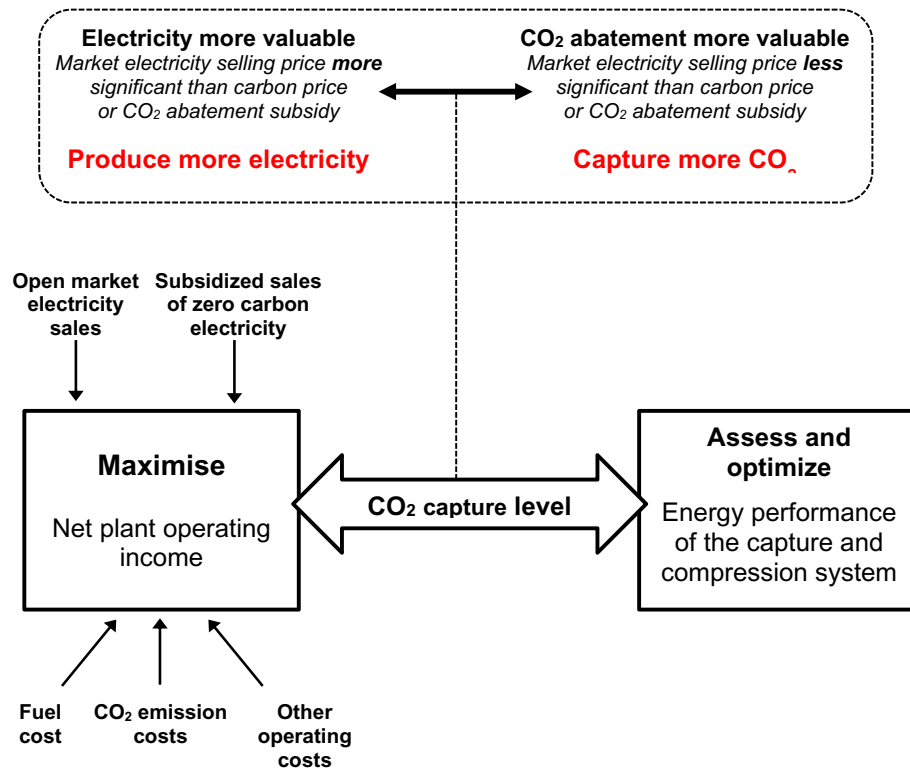 Electricity more valuable
Market electricity selling price more
significant than carbon price
or CO₂ abatement subsidy
Produce more electricity
CO₂ abatement more valuable
Market electricity selling price less
significant than carbon price
or CO₂ abatement subsidy
Capture more CO₂
Open market
electricity
sales
Subsidized sales
of zero carbon
electricity
Maximise
Net plant operating
income
CO₂ capture level
Assess and
optimize
Energy performance
of the capture and
compression system
Fuel
cost
CO₂ emission
costs
Other
operating
costs